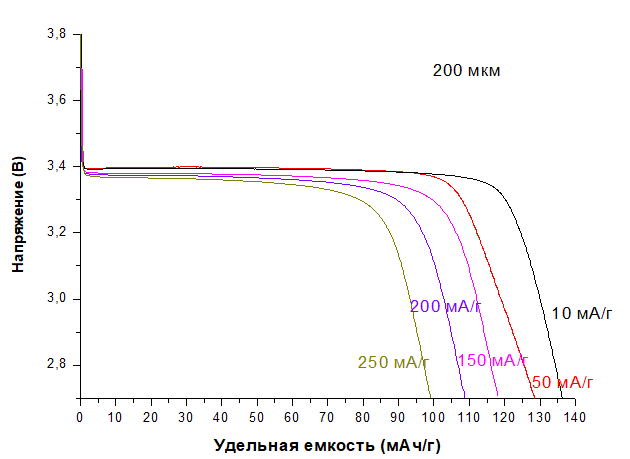 3,8
200 мкм
3,6
3,4
3,2
3,0
2,8
Напряжение (В)
200 мА/г
10 мА/г
250 мА/г
150 мА/г
50 мА/г
0 10 20 30 40 50 60 70 80 90 100 110 120 130 140
Удельная емкость (мАч/г)